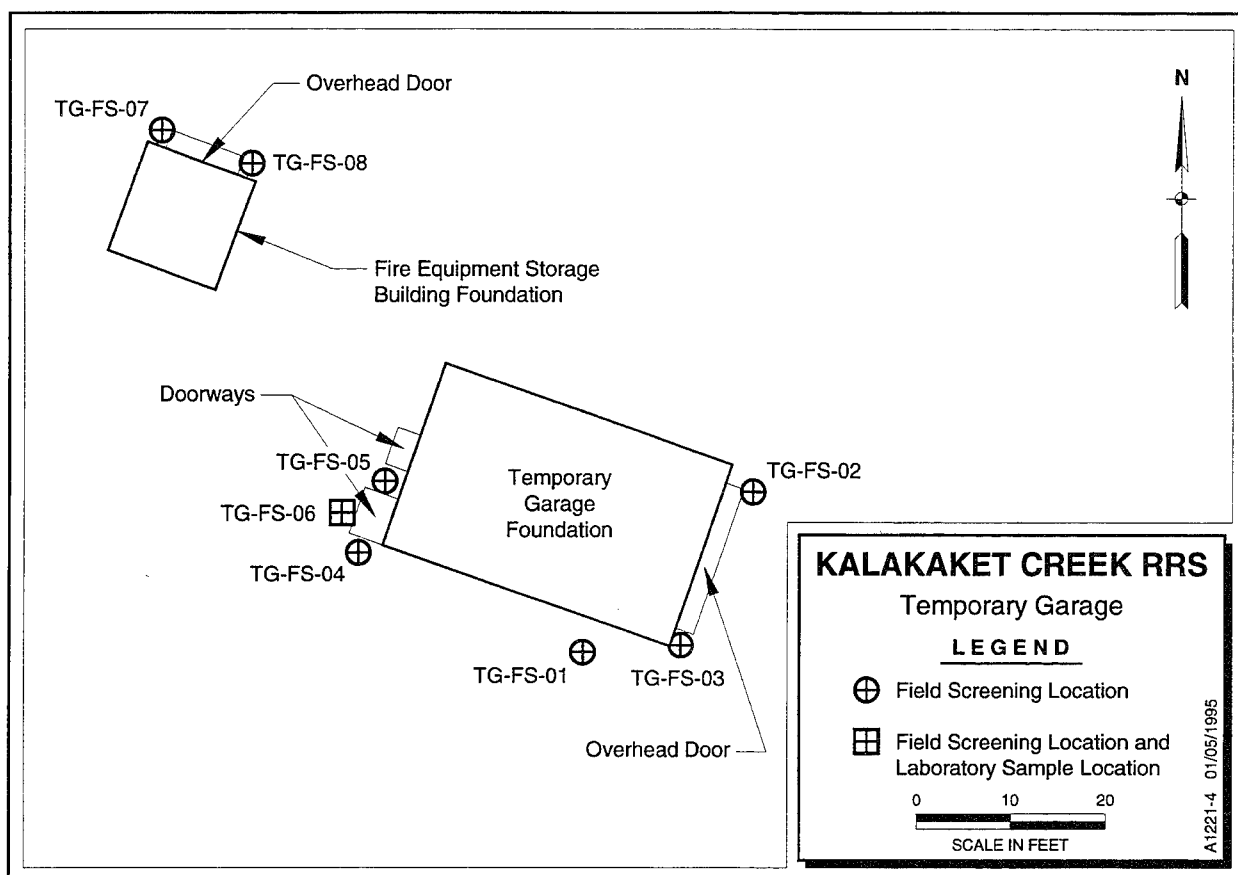 Overhead Door
TG-FS-07
TG-FS-08
N
Fire Equipment Storage
Building Foundation
Doorways
TG-FS-05
TG-FS-06
TG-FS-04
Temporary
Garage
Foundation
TG-FS-02
TG-FS-01
TG-FS-03
Overhead Door
KALAKAKET CREEK RRS
Temporary Garage
LEGEND
Field Screening Location
Field Screening Location and
Laboratory Sample Location
0 10 20
SCALE IN FEET
A1221-4 01/05/1995